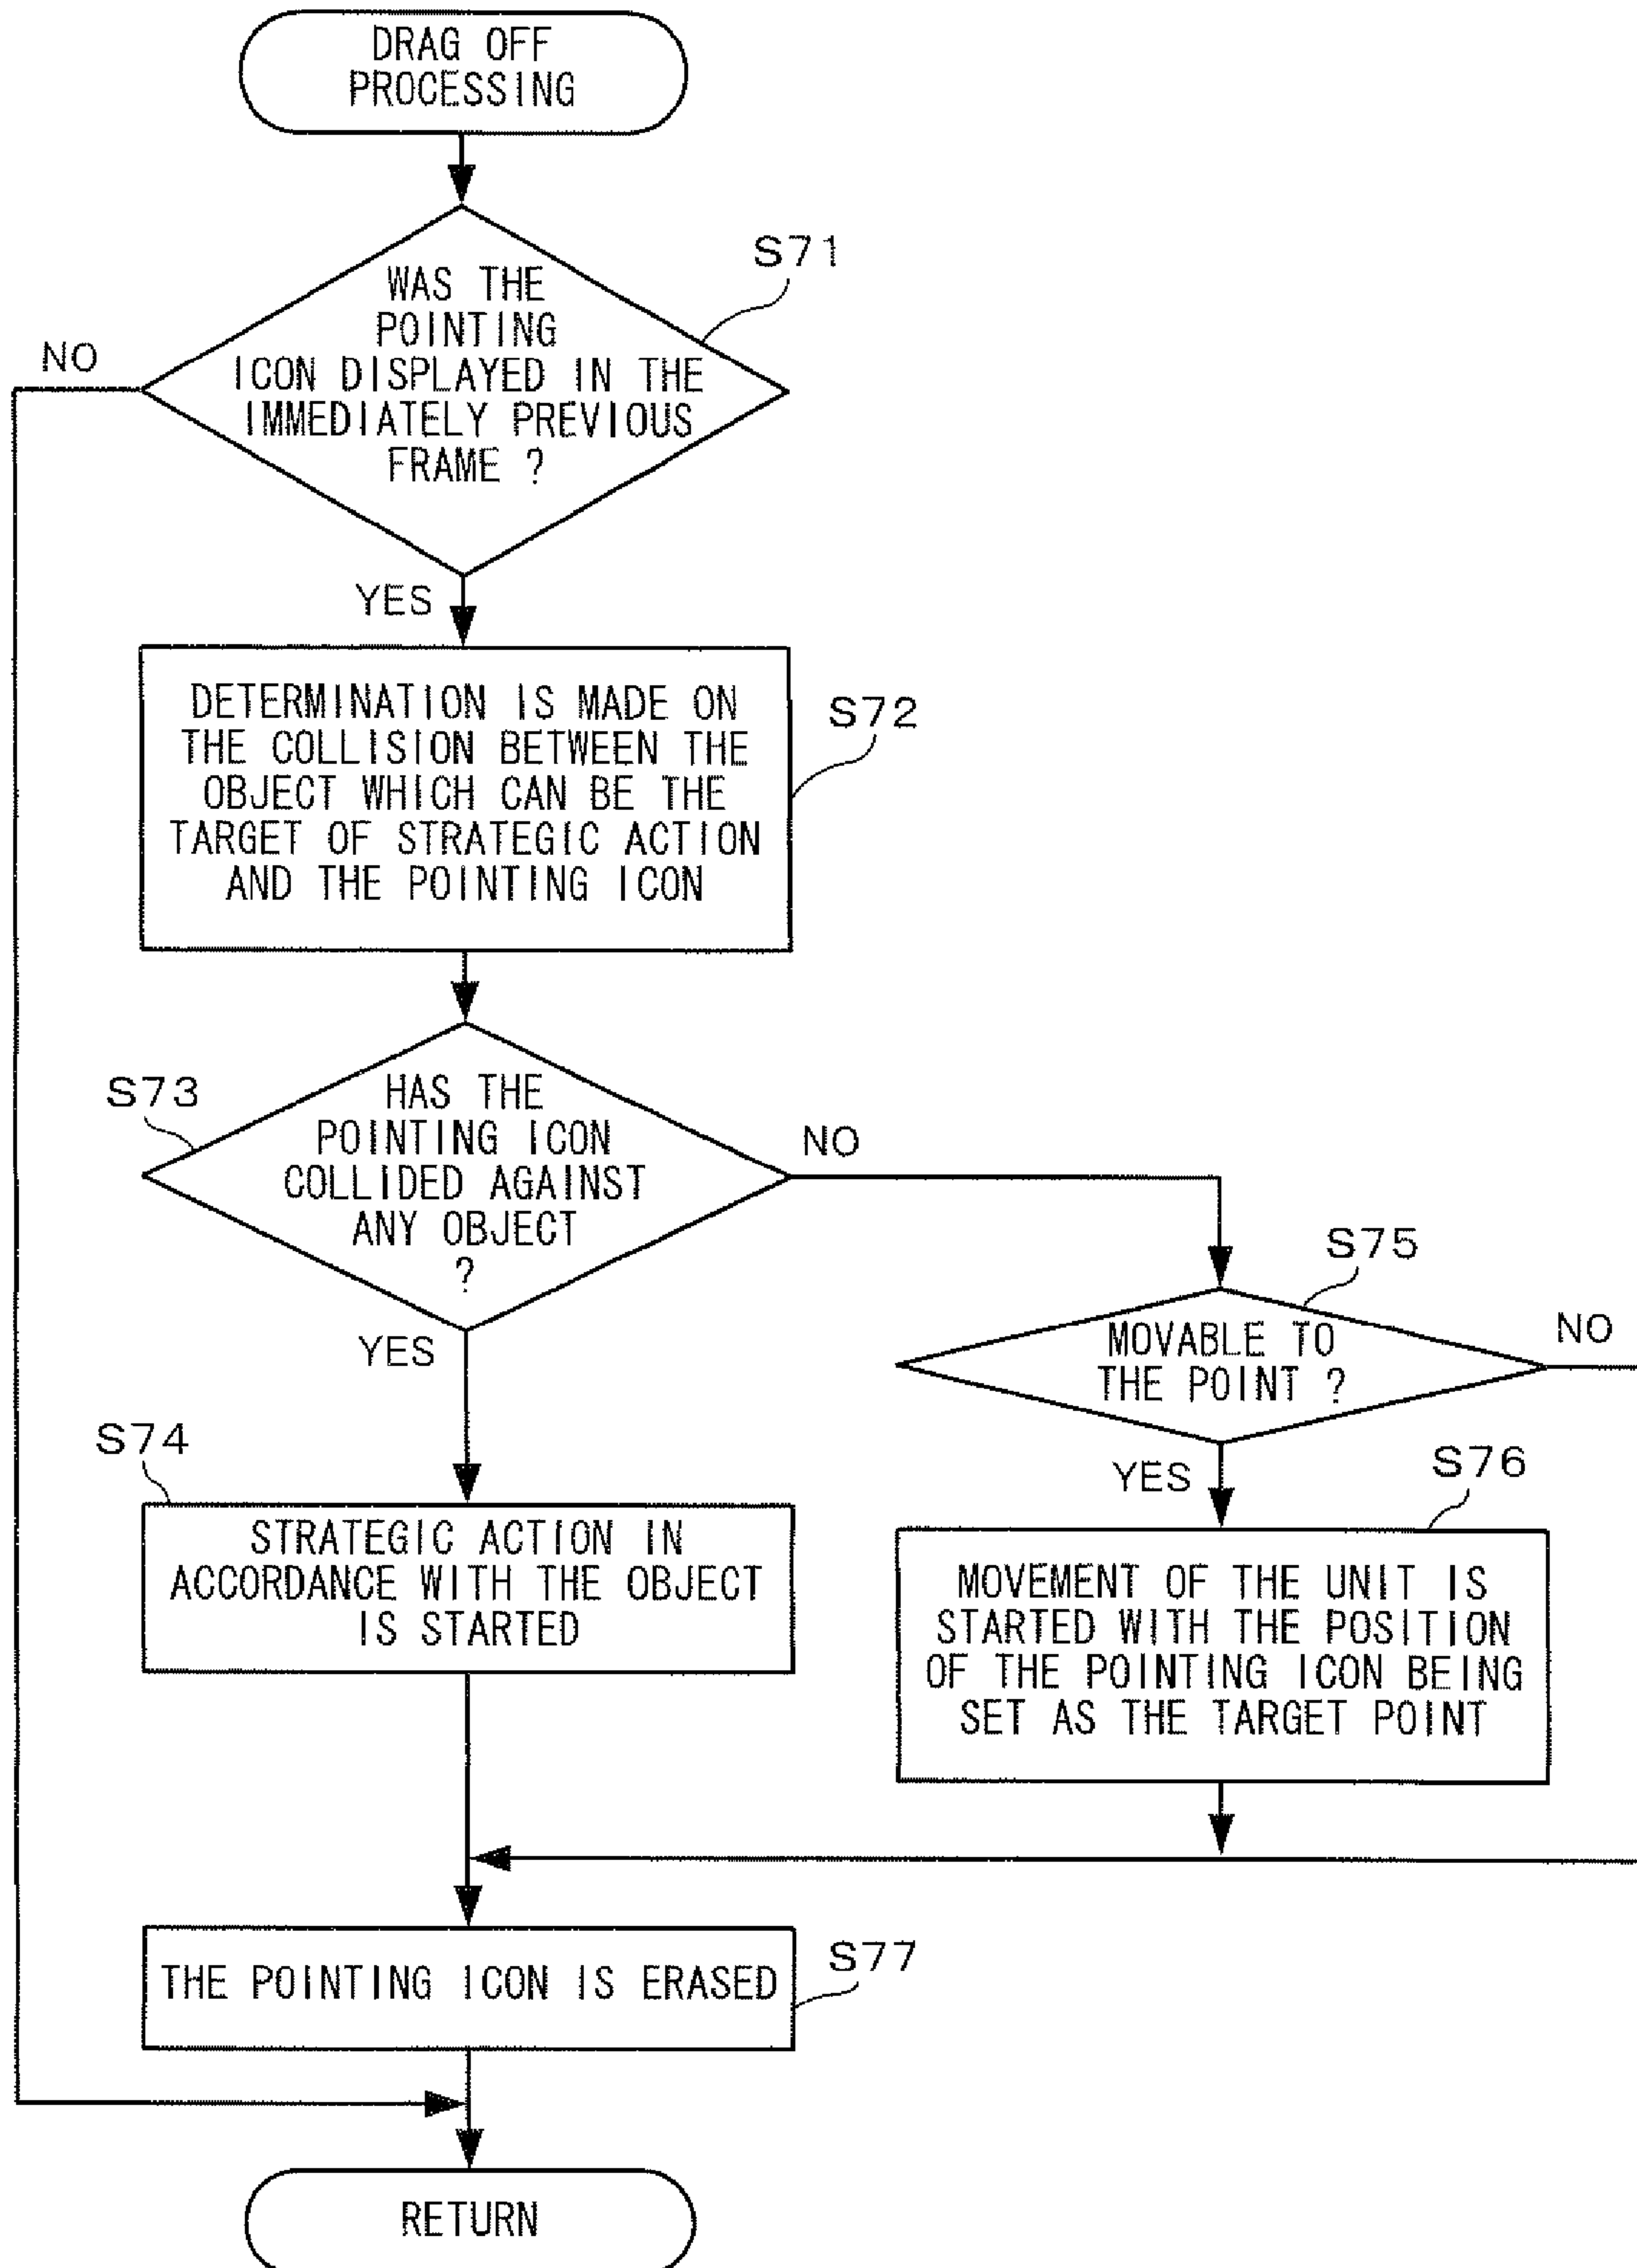 DRAG OFF
PROCESSING
S71
WAS THE
POINTING
ICON DISPLAYED IN THE
IMMEDIATELY PREVIOUS
FRAME ?
NO
YES
S72
DETERMINATION IS MADE ON
THE COLLISION BETWEEN THE
OBJECT WHICH CAN BE THE
TARGET OF STRATEGIC ACTION
AND THE POINTING ICON
S73
HAS THE
POINTING ICON
COLLIDED AGAINST
ANY OBJECT
?
NO
YES
S75
MOVABLE TO
THE POINT ?
NO
YES
S74
STRATEGIC ACTION IN
ACCORDANCE WITH THE OBJECT
IS STARTED
S76
MOVEMENT OF THE UNIT IS
STARTED WITH THE POSITION
OF THE POINTING ICON BEING
SET AS THE TARGET POINT
S77
THE POINTING ICON IS ERASED
RETURN